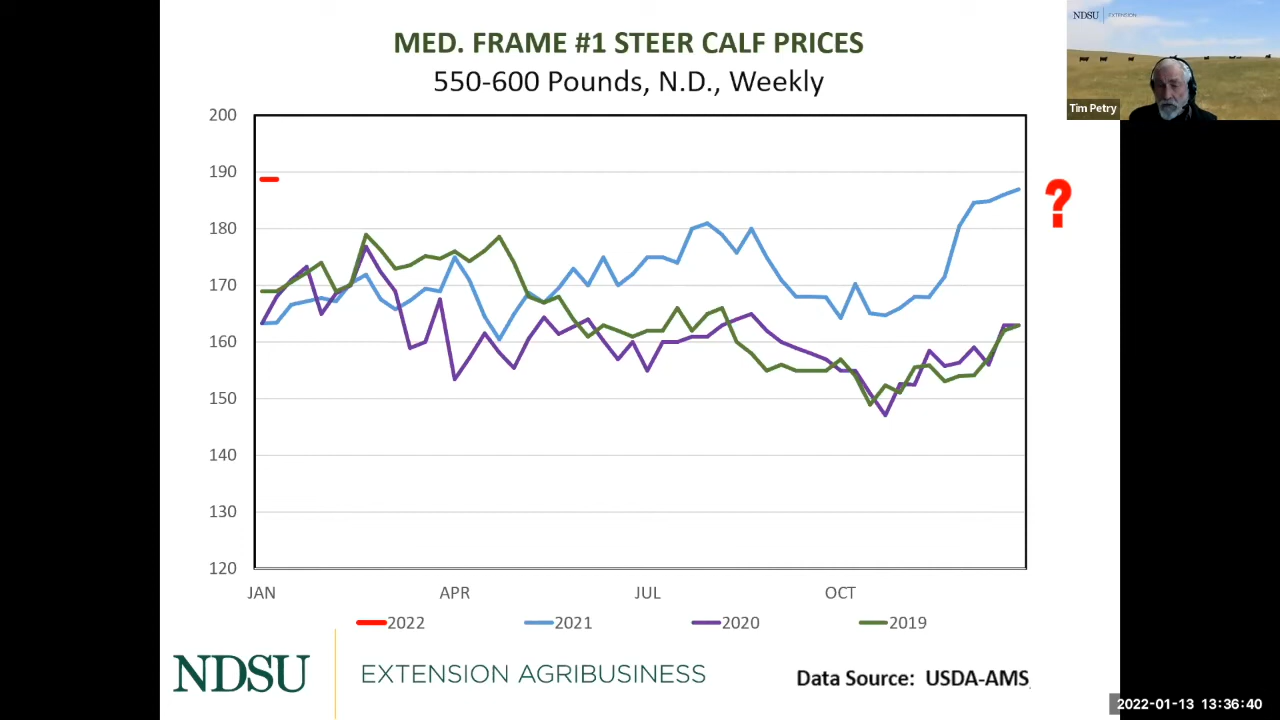 MED. FRAME #1 STEER CALF PRICES
550-600 Pounds, N.D., Weekly
NDSU EXTENSION
Tim Petry
200
190
180
170
160
150
140
130
120
?
JAN APR JUL OCT
2022 2021 2020 2019
NDSU EXTENSION AGRIBUSINESS
Data Source: USDA-AMS
2022-01-13 13:36:40